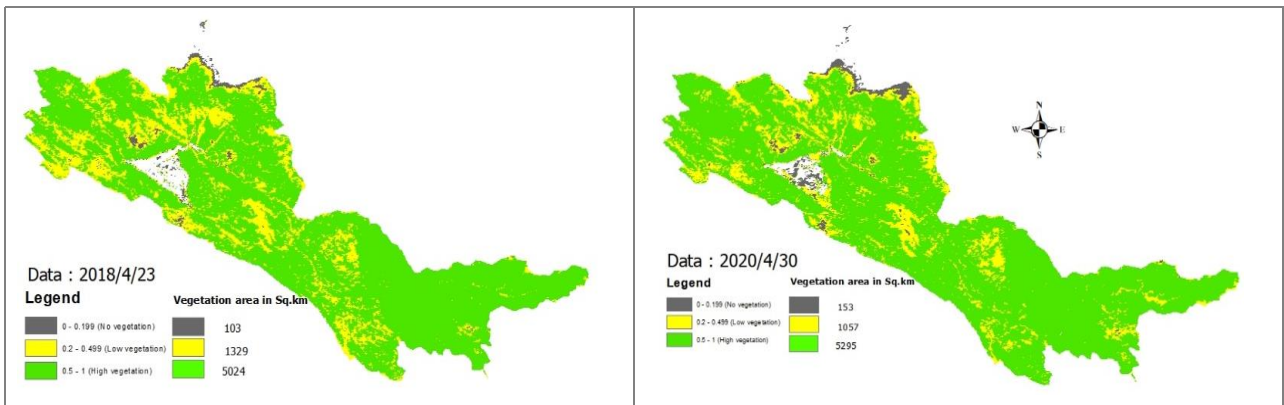 Data : 2018/4/23
Legend
Vegetation area in Sq.km
0 - 0.199 (No vegetation)
103
0.2 - 0.499 (Low vegetation)
1329
0.5 - 1 (High vegetation)
5024
N
W E
S
Data : 2020/4/30
Legend
Vegetation area in Sq.km
0 - 0.199 (No vegetation)
153
0.2 - 0.499 (Low vegetation)
1057
0.5 - 1 (High vegetation)
5295